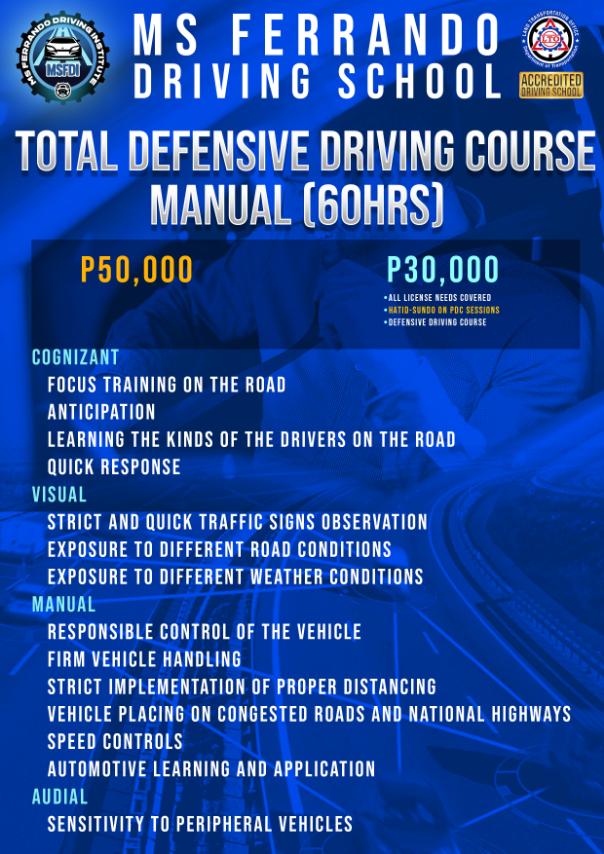 MS FERRANDO DRIVING INSTITUTE
MSFDI
MS FERRANDO
DRIVING SCHOOL
LAND TRANSPORTATION OFFICE
LTO
Department of Transportation
ACCREDITED
DRIVING SCHOOL
TOTAL DEFENSIVE DRIVING COURSE
MANUAL (60HRS)
P50,000
P30,000
•ALL LICENSE NEEDS COVERED
•HATID-SUNDO ON PDC SESSIONS
•DEFENSIVE DRIVING COURSE
COGNIZANT
FOCUS TRAINING ON THE ROAD
ANTICIPATION
LEARNING THE KINDS OF THE DRIVERS ON THE ROAD
QUICK RESPONSE
VISUAL
STRICT AND QUICK TRAFFIC SIGNS OBSERVATION
EXPOSURE TO DIFFERENT ROAD CONDITIONS
EXPOSURE TO DIFFERENT WEATHER CONDITIONS
MANUAL
RESPONSIBLE CONTROL OF THE VEHICLE
FIRM VEHICLE HANDLING
STRICT IMPLEMENTATION OF PROPER DISTANCING
VEHICLE PLACING ON CONGESTED ROADS AND NATIONAL HIGHWAYS
SPEED CONTROLS
AUTOMOTIVE LEARNING AND APPLICATION
AUDIAL
SENSITIVITY TO PERIPHERAL VEHICLES